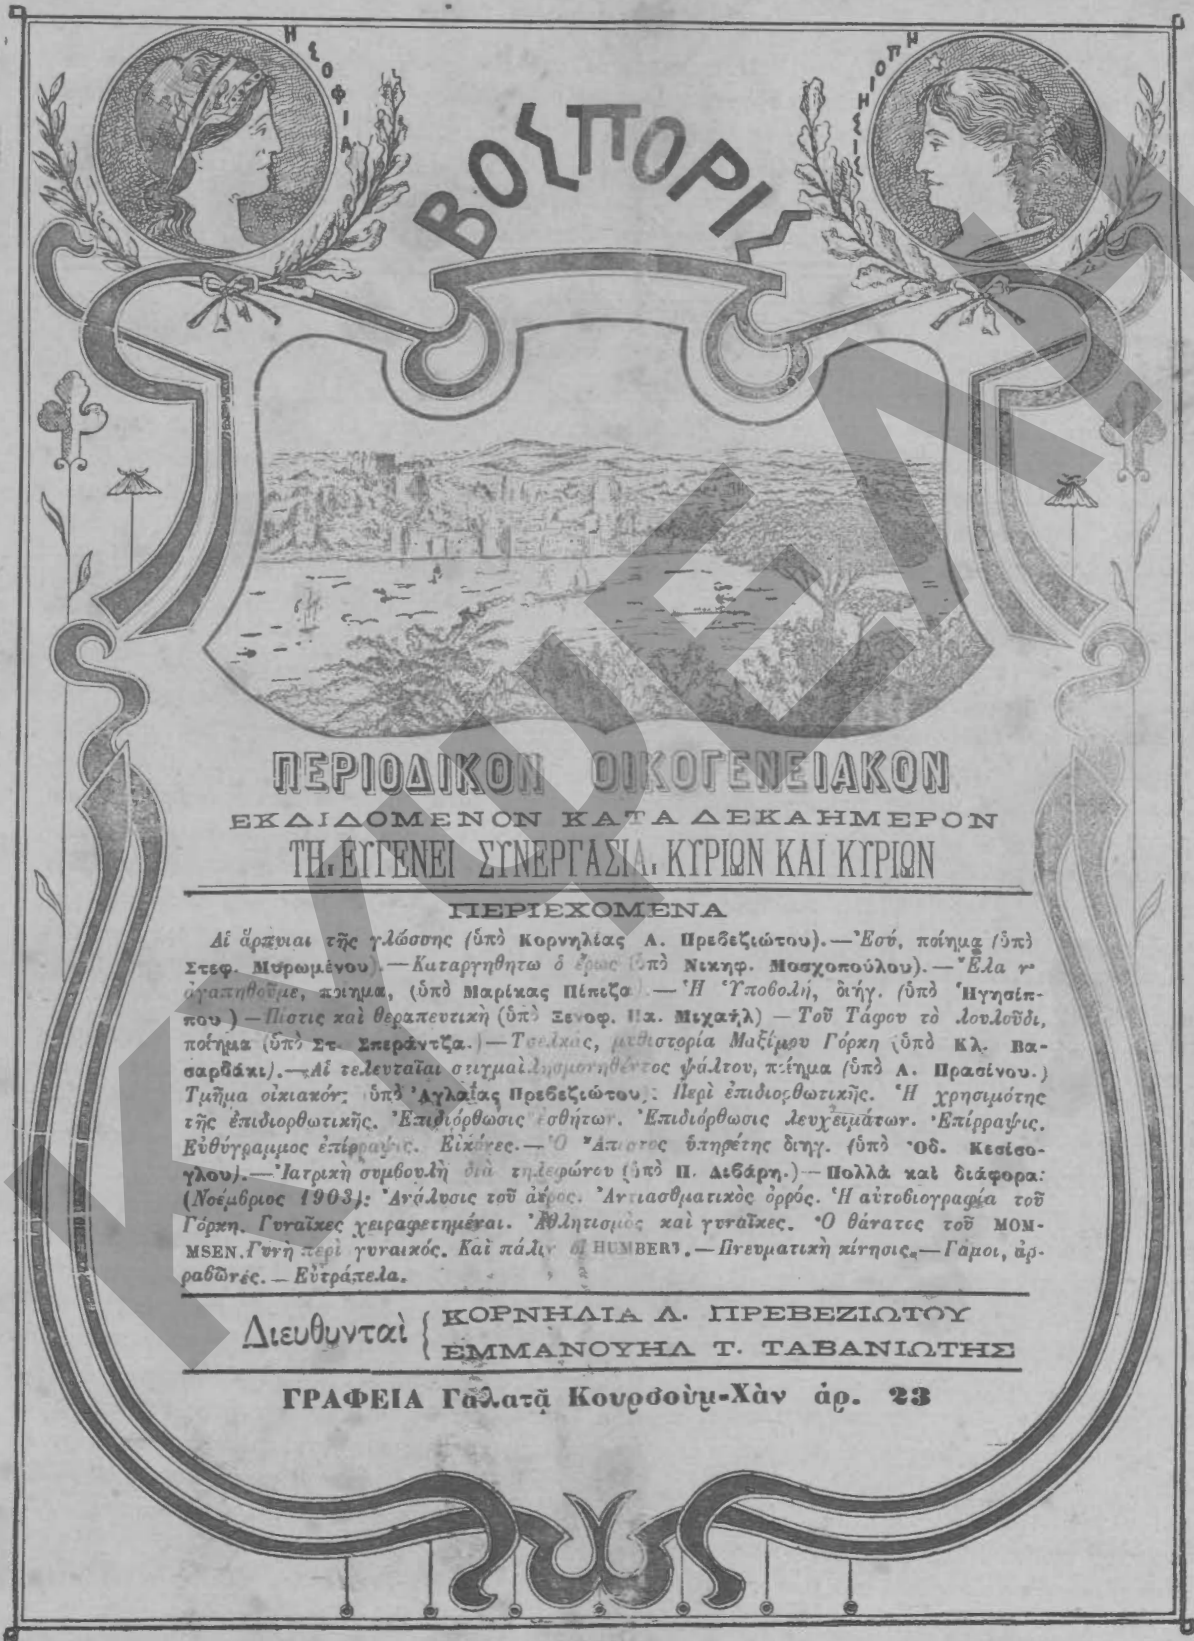 Η ΣΟΦΙΑ
Η ΠΟΙΗΣΙΣ
ΒΟΣΠΟΡΙΣ
ΠΕΡΙΟΔΙΚΟΝ ΟΙΚΟΓΕΝΕΙΑΚΟΝ
ΕΚΔΙΔΟΜΕΝΟΝ ΚΑΤΑ ΔΕΚΑΗΜΕΡΟΝ
ΤΗ, ΕΥΓΕΝΕΙ ΣΥΝΕΡΓΑΣΙΑ, ΚΥΡΙΩΝ ΚΑΙ ΚΥΡΙΩΝ
ΠΕΡΙΕΧΟΜΕΝΑ
Αἱ ἅρπυιαι τῆς γλώσσης (ὑπὸ Κορνηλίας Λ. Πρεβεζιώτου).—Ἐσύ, ποίημα (ὑπὸ
Στεφ. Μυρωμένου).—Καταργηθητω ὁ ἔρως (ὑπὸ Νικηφ. Μοσχοπούλου).—Ἔλα ν'
ἀγαπηθοῦμε, ποιημα, (ὑπὸ Μαρίκας Πίπιζα).—Ἡ Ὑποβολή, διήγ. (ὑπὸ Ἡγησίπ-
που)—Πίστις καὶ θεραπευτικὴ (ὑπὸ Ξενοφ. Πα. Μιχαήλ)—Τοῦ Τάφου τὸ λουλοῦδι,
ποίημα (ὑπὸ Στ. Σπεράντζα.)—Τσελκάς, μυθιστορία Μαξίμου Γόρκη (ὑπὸ Κλ. Βα-
σαρδάκι).—Αἱ τελευταῖαι στιγμαὶ λησμονηθέντος ψάλτου, ποίημα (ὑπὸ Α. Πρασίνου.)
Τμῆμα οἰκιακόν: ὑπὸ Ἀγλαΐας Πρεβεζιώτου): Περὶ ἐπιδιορθωτικῆς. Ἡ χρησιμότης
τῆς ἐπιδιορθωτικῆς. Ἐπιδιόρθωσις ἐσθήτων. Ἐπιδιόρθωσις λευχειμάτων. Ἐπίρραψις.
Εὐθύγραμμος ἐπίρραψις. Εἰκόνες.—Ὁ Ἄπιστος ὑπηρέτης διηγ. (ὑπὸ Ὀδ. Κεσίσο-
γλου).—Ἰατρικὴ συμβουλὴ διὰ τηλεφώνου (ὑπὸ Π. Διβάρη.)—Πολλὰ καὶ διάφορα:
(Νοέμβριος 1903): Ἀνάλυσις τοῦ ἀέρος. Ἀντιασθματικὸς ὀρρός. Ἡ αὐτοβιογραφία τοῦ
Γόρκη. Γυναῖκες χειραφετημέναι. Ἀθλητισμὸς καὶ γυναῖκες. Ὁ θάνατος τοῦ MOM-
MSEN. Γυνὴ περὶ γυναικός. Καὶ πάλιν οἱ HUMBERT.—Πνευματικὴ κίνησις.—Γάμοι, ἀρ-
ραβῶνές.—Εὐτράπελα.
Διευθυνταὶ { ΚΟΡΝΗΛΙΑ Λ. ΠΡΕΒΕΖΙΩΤΟΥ
ΕΜΜΑΝΟΥΗΛ Τ. ΤΑΒΑΝΙΩΤΗΣ
ΓΡΑΦΕΙΑ Γαλατᾷ Κουρσοὺμ-Χὰν ἀρ. 23